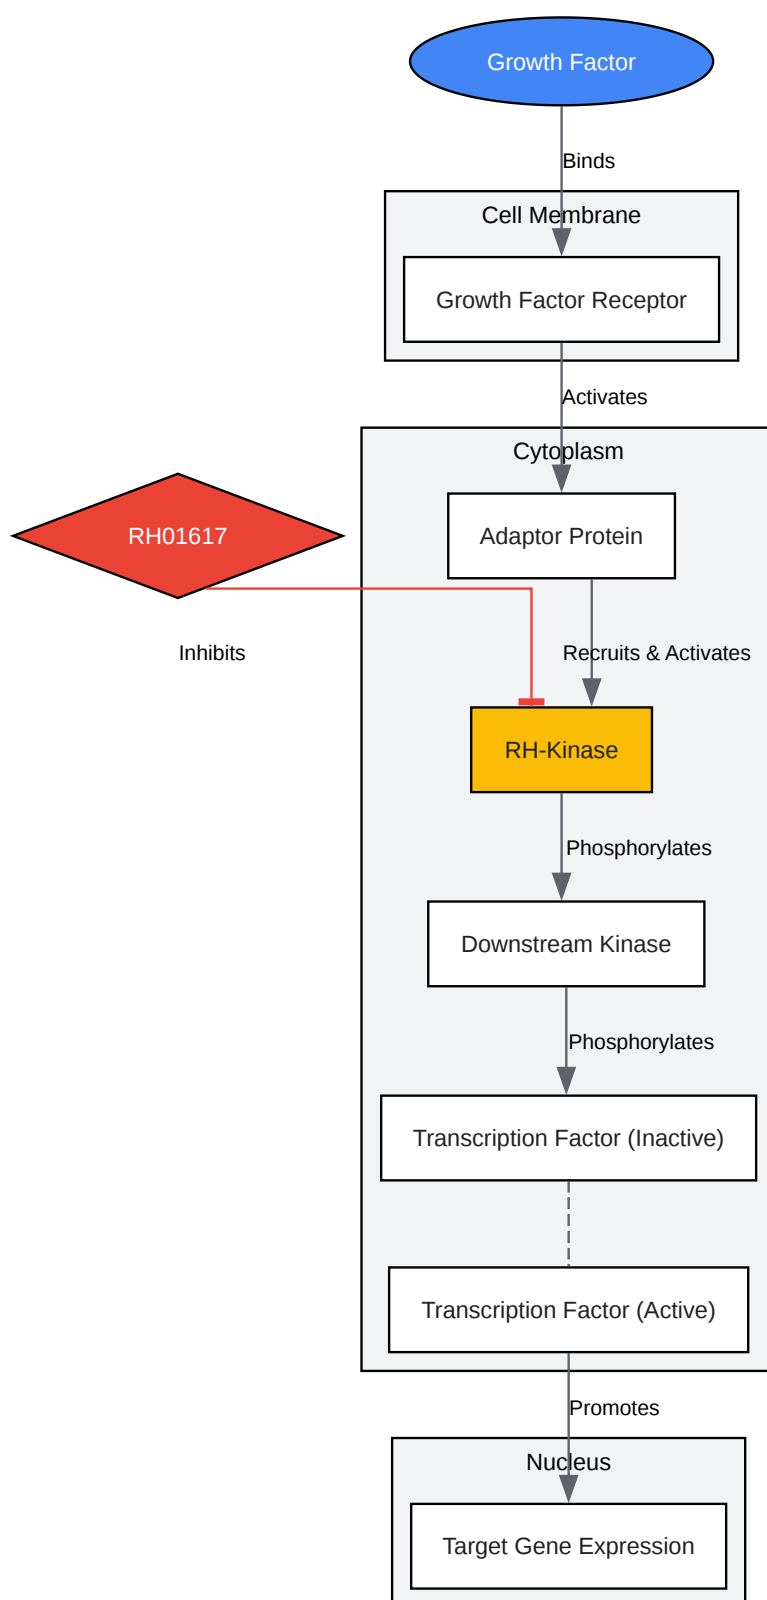 Growth Factor
Binds
Cell Membrane
Growth Factor Receptor
Activates
Cytoplasm
RH01617
Adaptor Protein
Inhibits
Recruits & Activates
RH-Kinase
Phosphorylates
Downstream Kinase
Phosphorylates
Transcription Factor (Inactive)
Transcription Factor (Active)
Promotes
Nucleus
Target Gene Expression